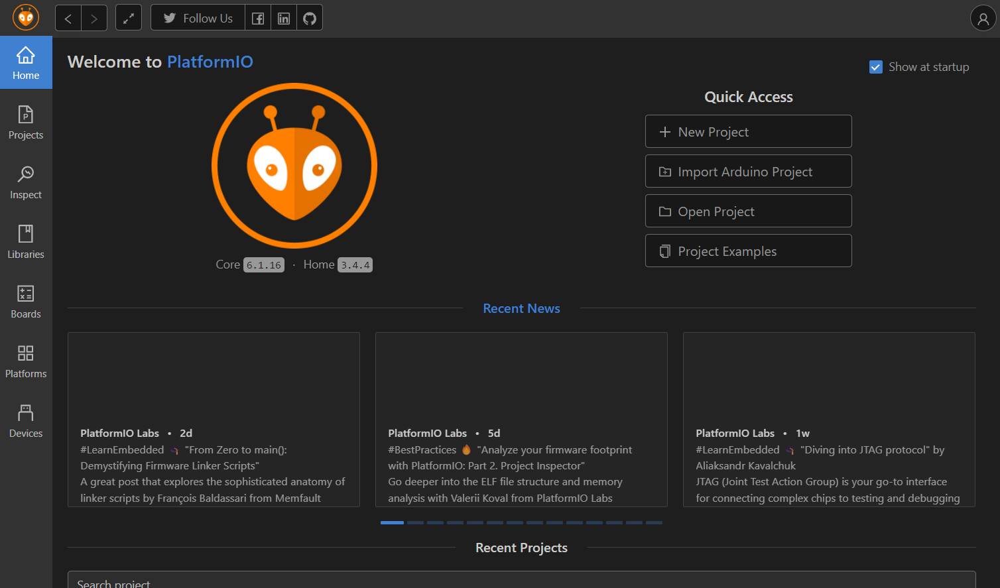 Follow Us
Home
Projects
Inspect
Libraries
Boards
Platforms
Devices
Welcome to PlatformIO
Show at startup
Core 6.1.16 · Home 3.4.4
Quick Access
New Project
Import Arduino Project
Open Project
Project Examples
Recent News
PlatformIO Labs • 2d
#LearnEmbedded "From Zero to main():
Demystifying Firmware Linker Scripts"
A great post that explores the sophisticated anatomy of
linker scripts by François Baldassari from Memfault
PlatformIO Labs • 5d
#BestPractices 🔥 "Analyze your firmware footprint
with PlatformIO: Part 2. Project Inspector"
Go deeper into the ELF file structure and memory
analysis with Valerii Koval from PlatformIO Labs
PlatformIO Labs • 1w
#LearnEmbedded "Diving into JTAG protocol" by
Aliaksandr Kavalchuk
JTAG (Joint Test Action Group) is your go-to interface
for connecting complex chips to testing and debugging
Recent Projects
Search project